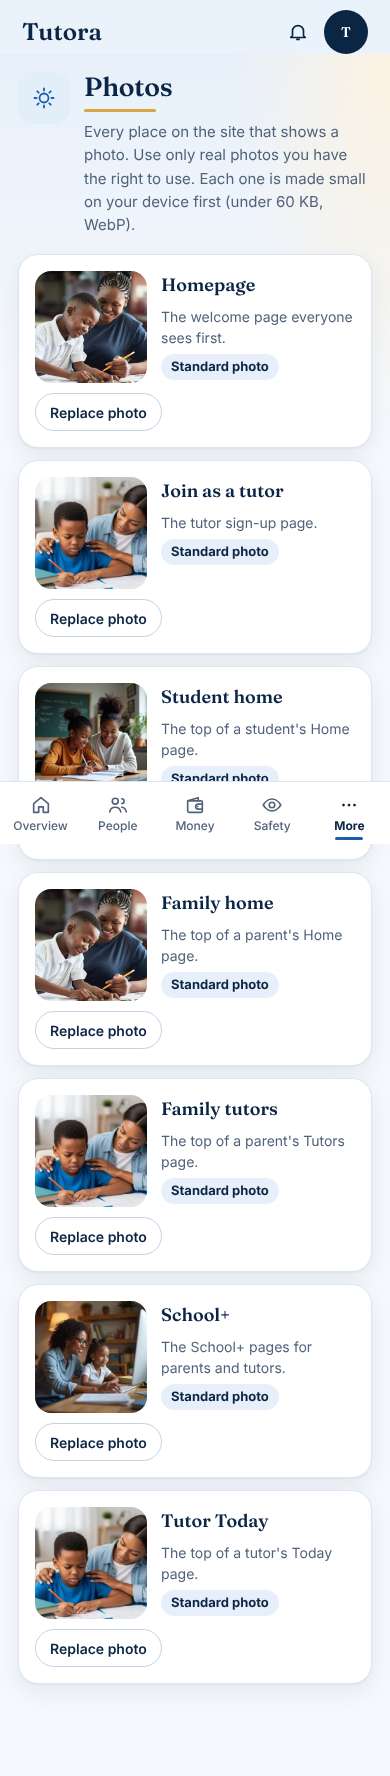 Tutora
T
Photos
Every place on the site that shows a
photo. Use only real photos you have
the right to use. Each one is made small
on your device first (under 60 KB,
WebP).
Homepage
The welcome page everyone
sees first.
Standard photo
Replace photo
Join as a tutor
The tutor sign-up page.
Standard photo
Replace photo
Student home
The top of a student's Home
page.
Standard photo
Overview
People
Money
Safety
More
Family home
The top of a parent's Home
page.
Standard photo
Replace photo
Family tutors
The top of a parent's Tutors
page.
Standard photo
Replace photo
School+
The School+ pages for
parents and tutors.
Standard photo
Replace photo
Tutor Today
The top of a tutor's Today
page.
Standard photo
Replace photo